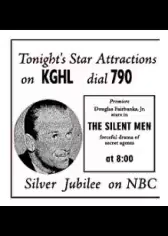 Tonight's Star Attractions
on KGHL dial 790
Premiere
Douglas Fairbanks, Jr.
stars in
THE SILENT MEN
forceful drama of
secret agents
at 8:00
Silver Jubilee on NBC